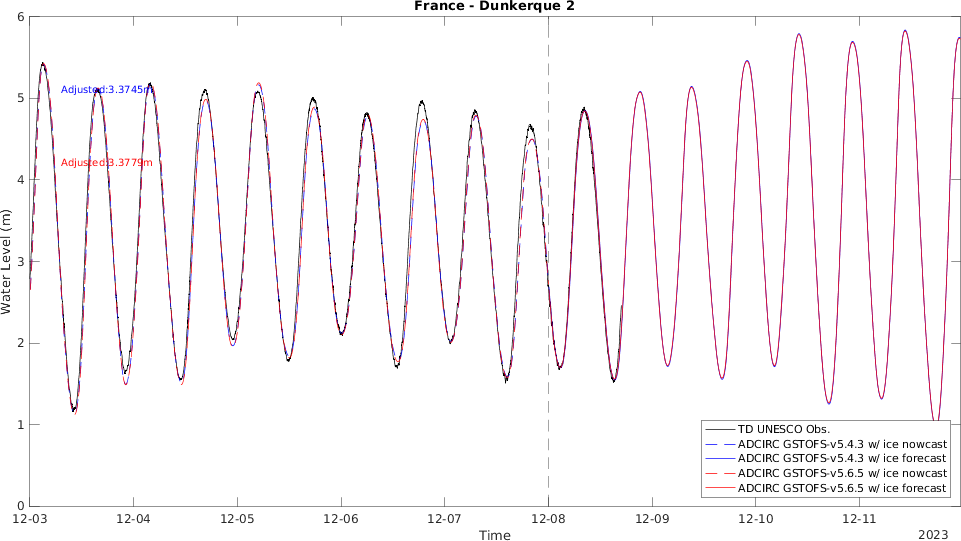 France - Dunkerque 2
6
5
4
3
2
1
0
Water Level (m)
Adjusted:3.3745m
Adjusted:3.3779m
TD UNESCO Obs.
ADCIRC GSTOFS-v5.4.3 w/ ice nowcast
ADCIRC GSTOFS-v5.4.3 w/ ice forecast
ADCIRC GSTOFS-v5.6.5 w/ ice nowcast
ADCIRC GSTOFS-v5.6.5 w/ ice forecast
12-03 12-04 12-05 12-06 12-07 12-08 12-09 12-10 12-11
Time
2023